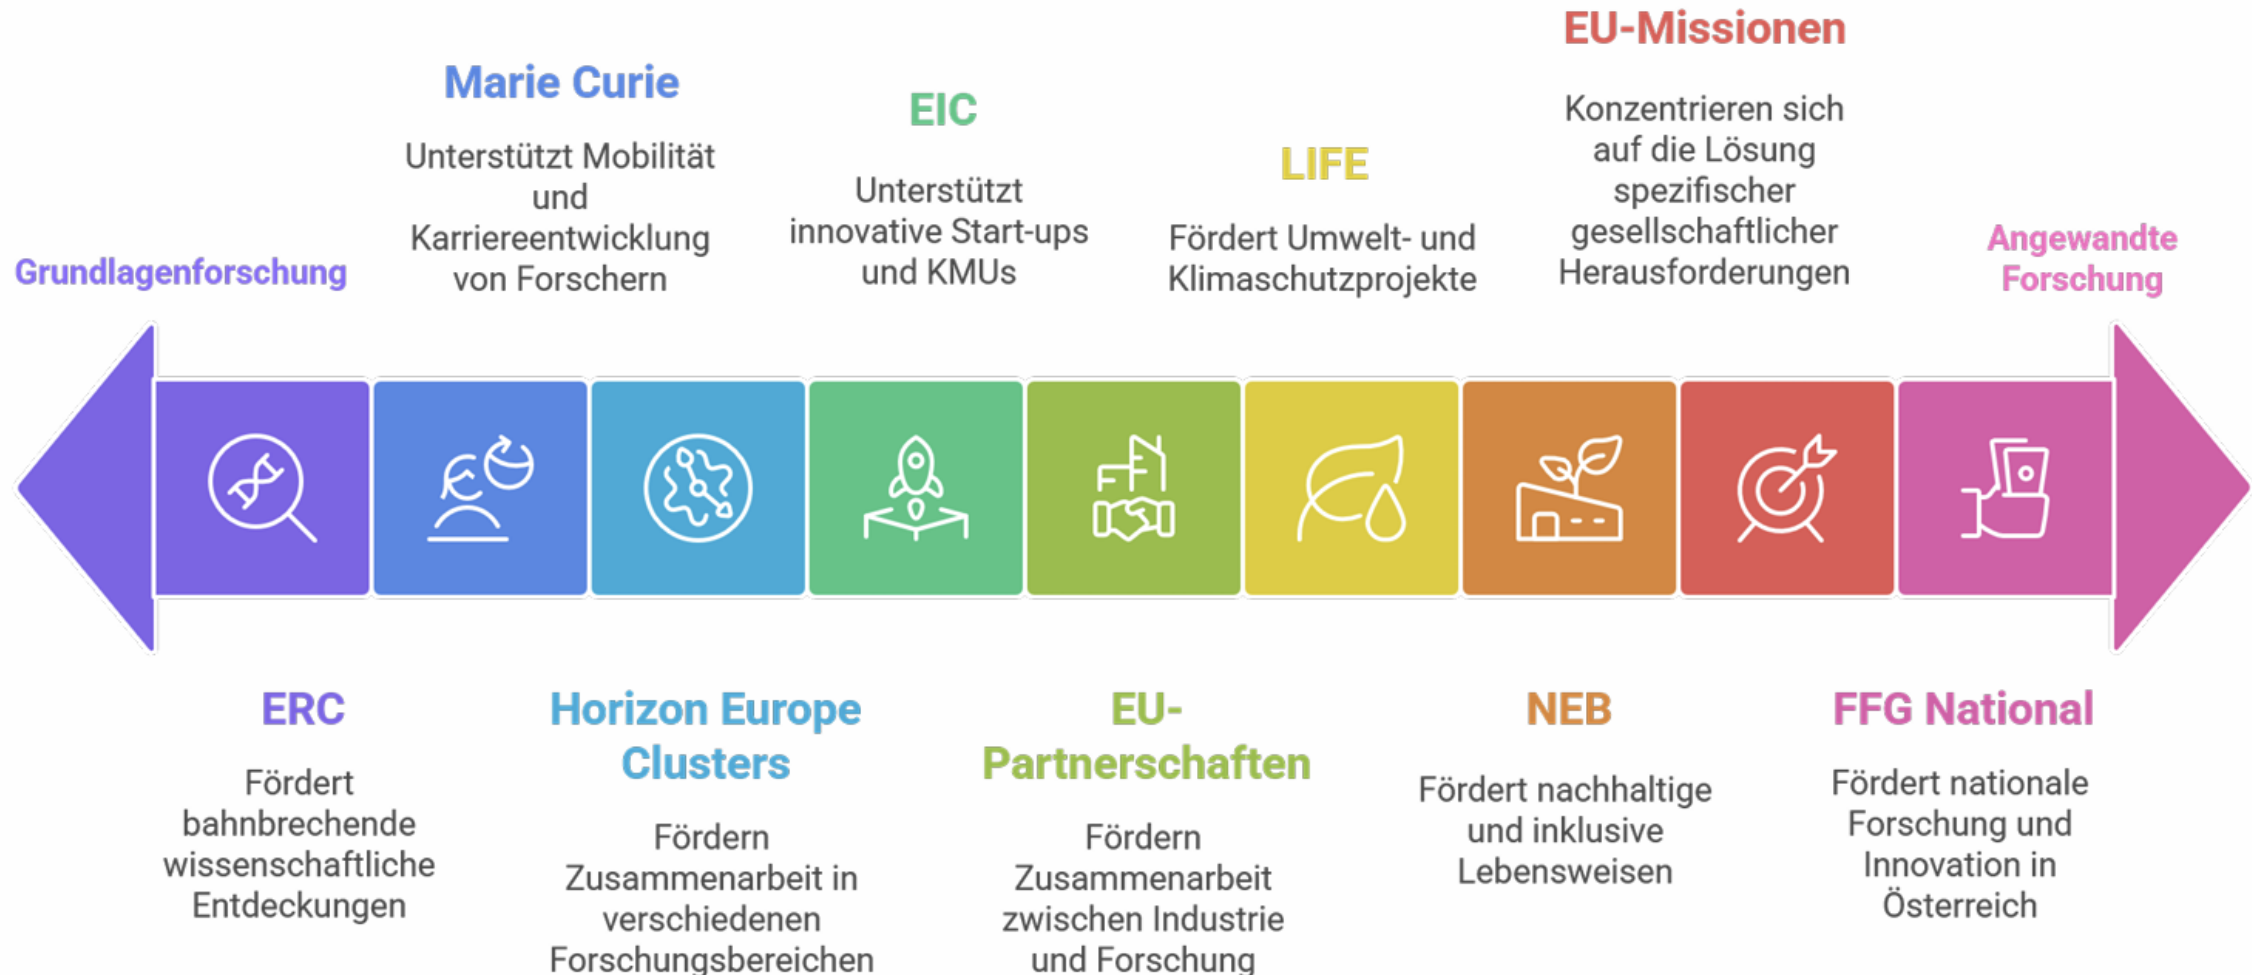 Grundlagenforschung
Marie Curie
Unterstützt Mobilität
und
Karriereentwicklung
von Forschern
EIC
Unterstützt
innovative Start-ups
und KMUs
LIFE
Fördert Umwelt- und
Klimaschutzprojekte
EU-Missionen
Konzentrieren sich
auf die Lösung
spezifischer
gesellschaftlicher
Herausforderungen
Angewandte
Forschung
ERC
Fördert
bahnbrechende
wissenschaftliche
Entdeckungen
Horizon Europe
Clusters
Fördern
Zusammenarbeit in
verschiedenen
Forschungsbereichen
EU-
Partnerschaften
Fördern
Zusammenarbeit
zwischen Industrie
und Forschung
NEB
Fördert nachhaltige
und inklusive
Lebensweisen
FFG National
Fördert nationale
Forschung und
Innovation in
Österreich